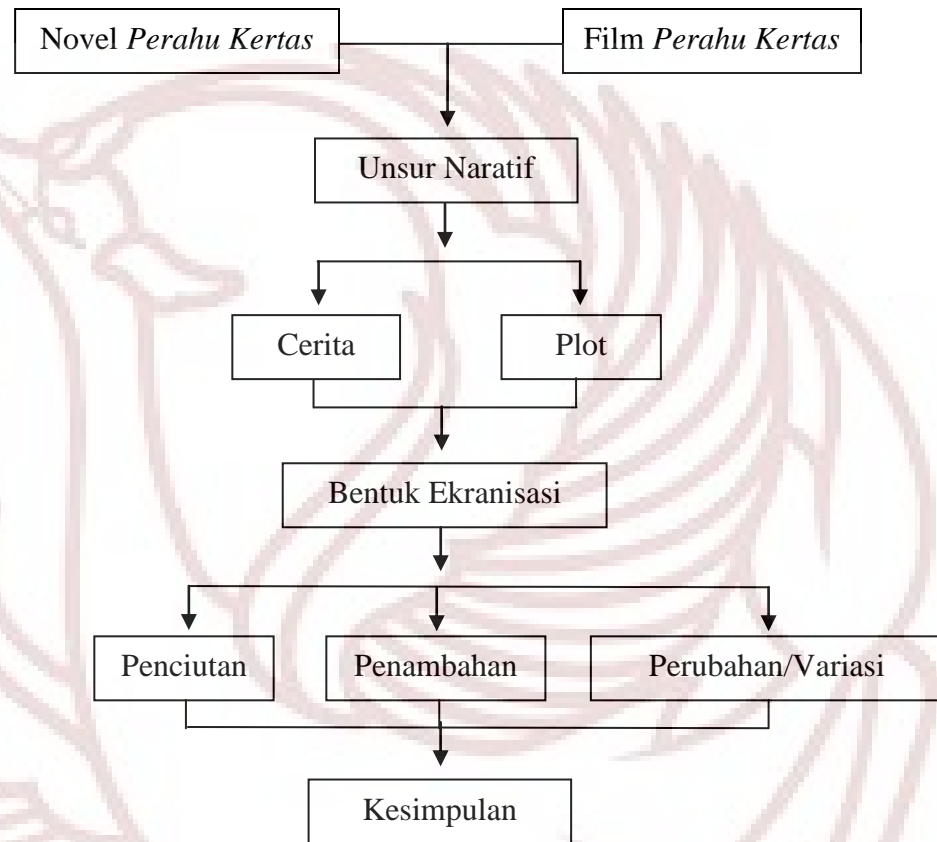 Novel Perahu Kertas
Film Perahu Kertas
Unsur Naratif
Cerita
Plot
Bentuk Ekranisasi
Penciutan
Penambahan
Perubahan/Variasi
Kesimpulan